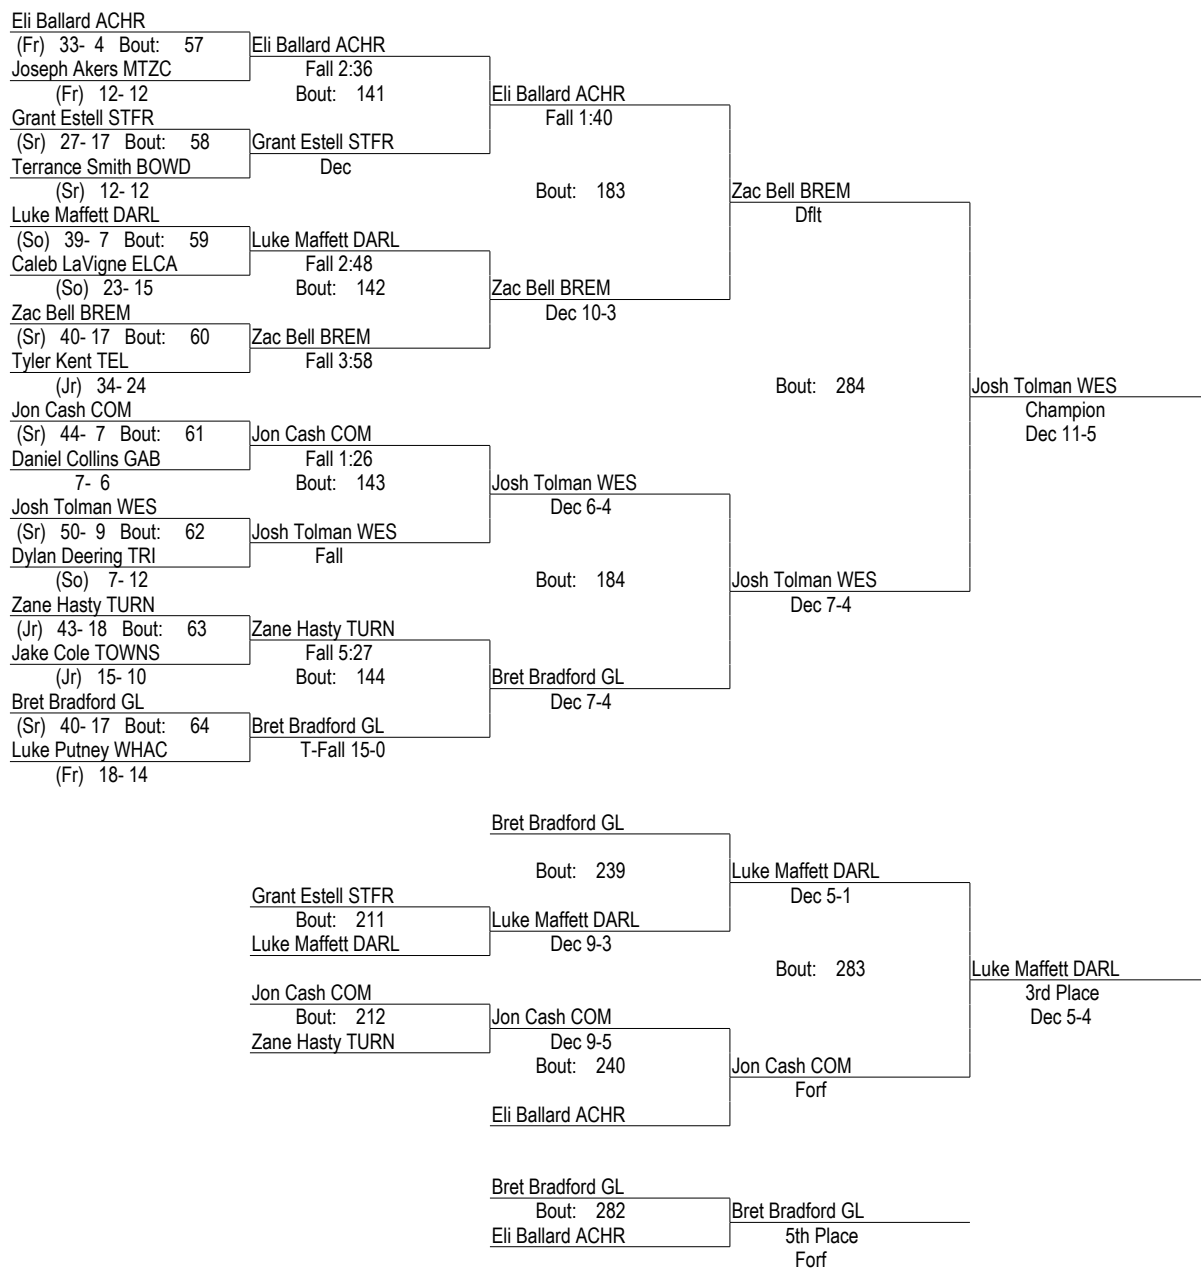 Eli Ballard ACHR
(Fr) 33- 4 Bout: 57 Eli Ballard ACHR
Joseph Akers MTZC Fall 2:36
(Fr) 12- 12 Bout: 141 Eli Ballard ACHR
Grant Estell STFR Fall 1:40
(Sr) 27- 17 Bout: 58 Grant Estell STFR
Terrance Smith BOWD Dec
(Sr) 12- 12 Bout: 183 Zac Bell BREM
Luke Maffett DARL Dflt
(So) 39- 7 Bout: 59 Luke Maffett DARL
Caleb LaVigne ELCA Fall 2:48
(So) 23- 15 Bout: 142 Zac Bell BREM
Zac Bell BREM Dec 10-3
(Sr) 40- 17 Bout: 60 Zac Bell BREM
Tyler Kent TEL Fall 3:58
(Jr) 34- 24 Bout: 284 Josh Tolman WES
Jon Cash COM Champion
(Sr) 44- 7 Bout: 61 Jon Cash COM Dec 11-5
Daniel Collins GAB Fall 1:26
7- 6 Bout: 143 Josh Tolman WES
Josh Tolman WES Dec 6-4
(Sr) 50- 9 Bout: 62 Josh Tolman WES
Dylan Deering TRI Fall
(So) 7- 12 Bout: 184 Josh Tolman WES
Zane Hasty TURN Dec 7-4
(Jr) 43- 18 Bout: 63 Zane Hasty TURN
Jake Cole TOWNS Fall 5:27
(Jr) 15- 10 Bout: 144 Bret Bradford GL
Bret Bradford GL Dec 7-4
(Sr) 40- 17 Bout: 64 Bret Bradford GL
Luke Putney WHAC T-Fall 15-0
(Fr) 18- 14
Bret Bradford GL
Bout: 239 Luke Maffett DARL
Grant Estell STFR Dec 5-1
Bout: 211 Luke Maffett DARL
Luke Maffett DARL Dec 9-3
Bout: 283 Luke Maffett DARL
Jon Cash COM 3rd Place
Bout: 212 Jon Cash COM Dec 5-4
Zane Hasty TURN Dec 9-5
Bout: 240 Jon Cash COM
Forf
Eli Ballard ACHR
Bret Bradford GL
Bout: 282 Bret Bradford GL
Eli Ballard ACHR 5th Place
Forf